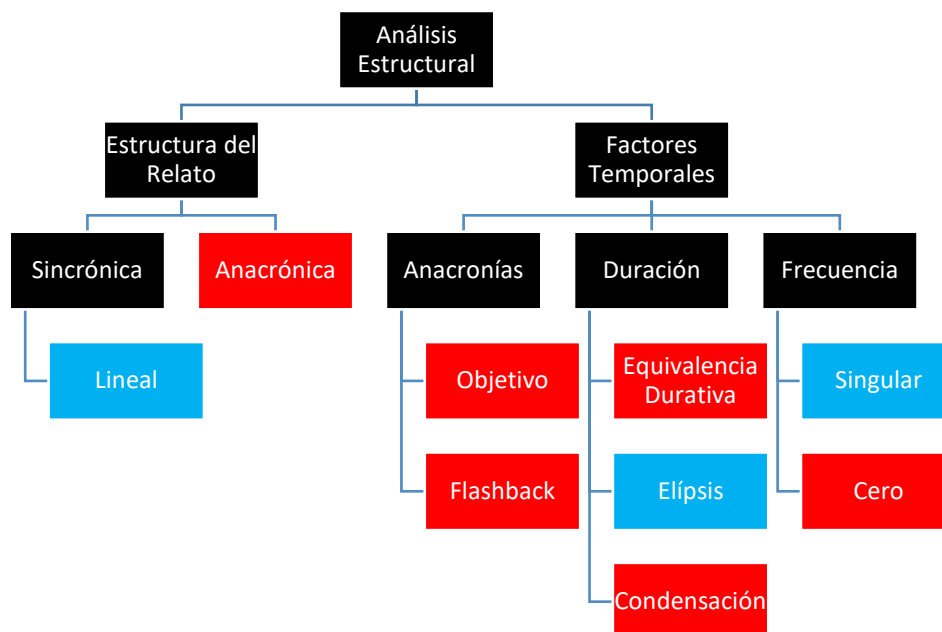 Análisis
Estructural
Estructura del
Relato
Factores
Temporales
Sincrónica
Anacrónica
Anacronías
Duración
Frecuencia
Lineal
Objetivo
Equivalencia
Durativa
Singular
Flashback
Elípsis
Cero
Condensación